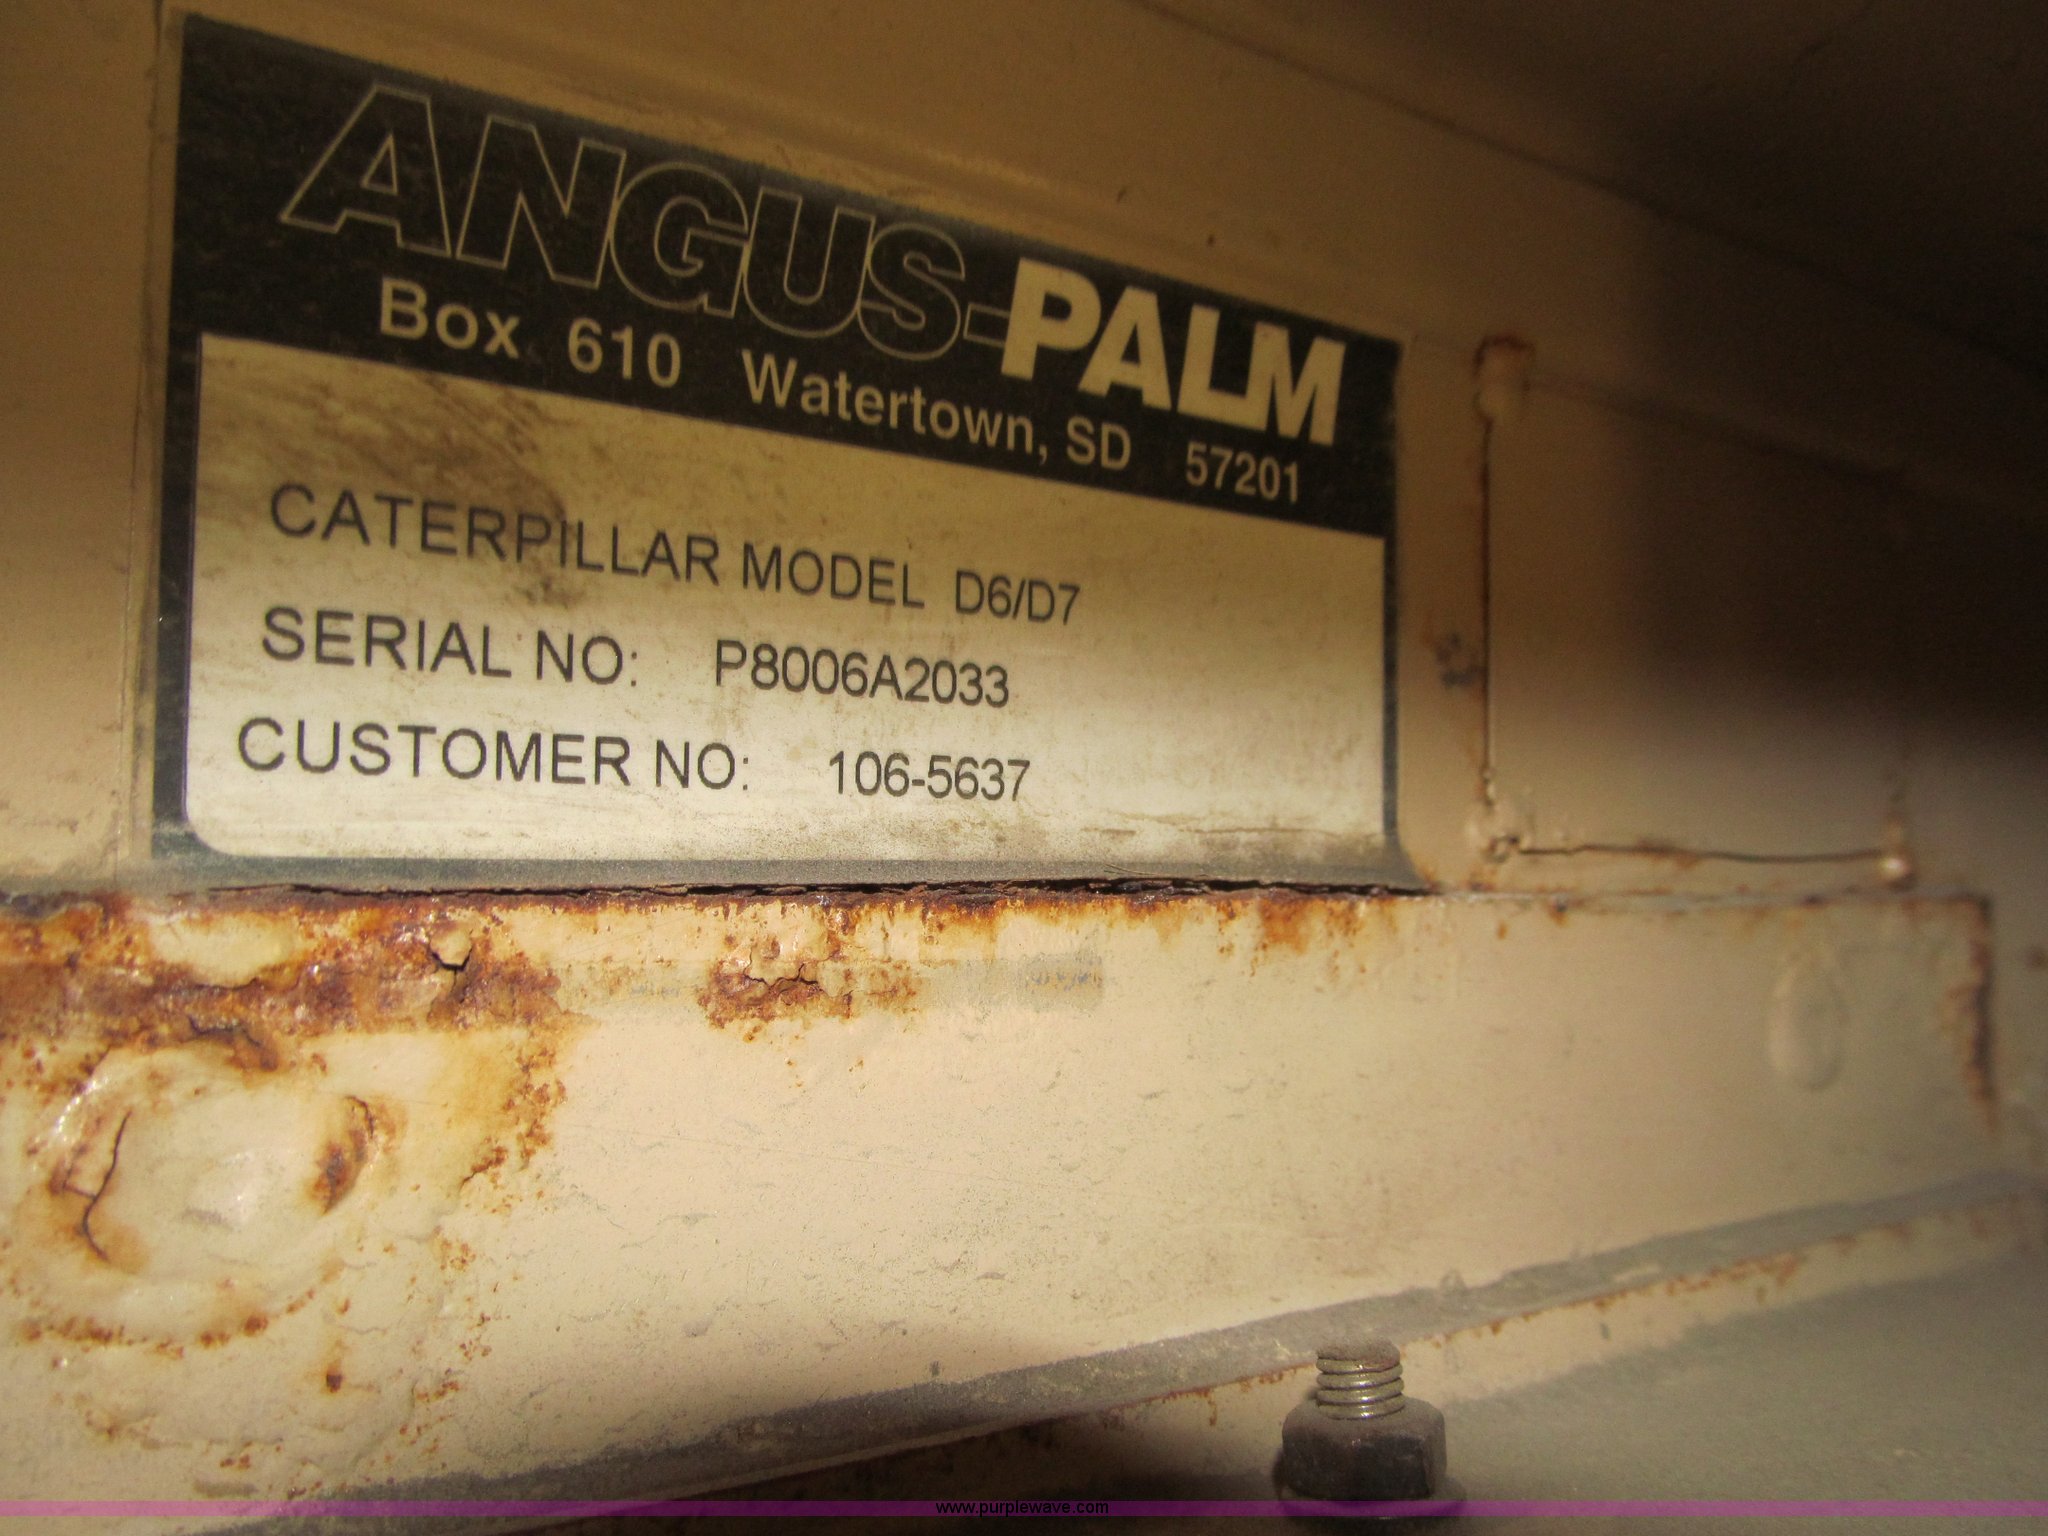 ANGUS-PALM
Box 610 Watertown, SD 57201
CATERPILLAR MODEL D6/D7
SERIAL NO: P8006A2033
CUSTOMER NO: 106-5637
www.purplewave.com